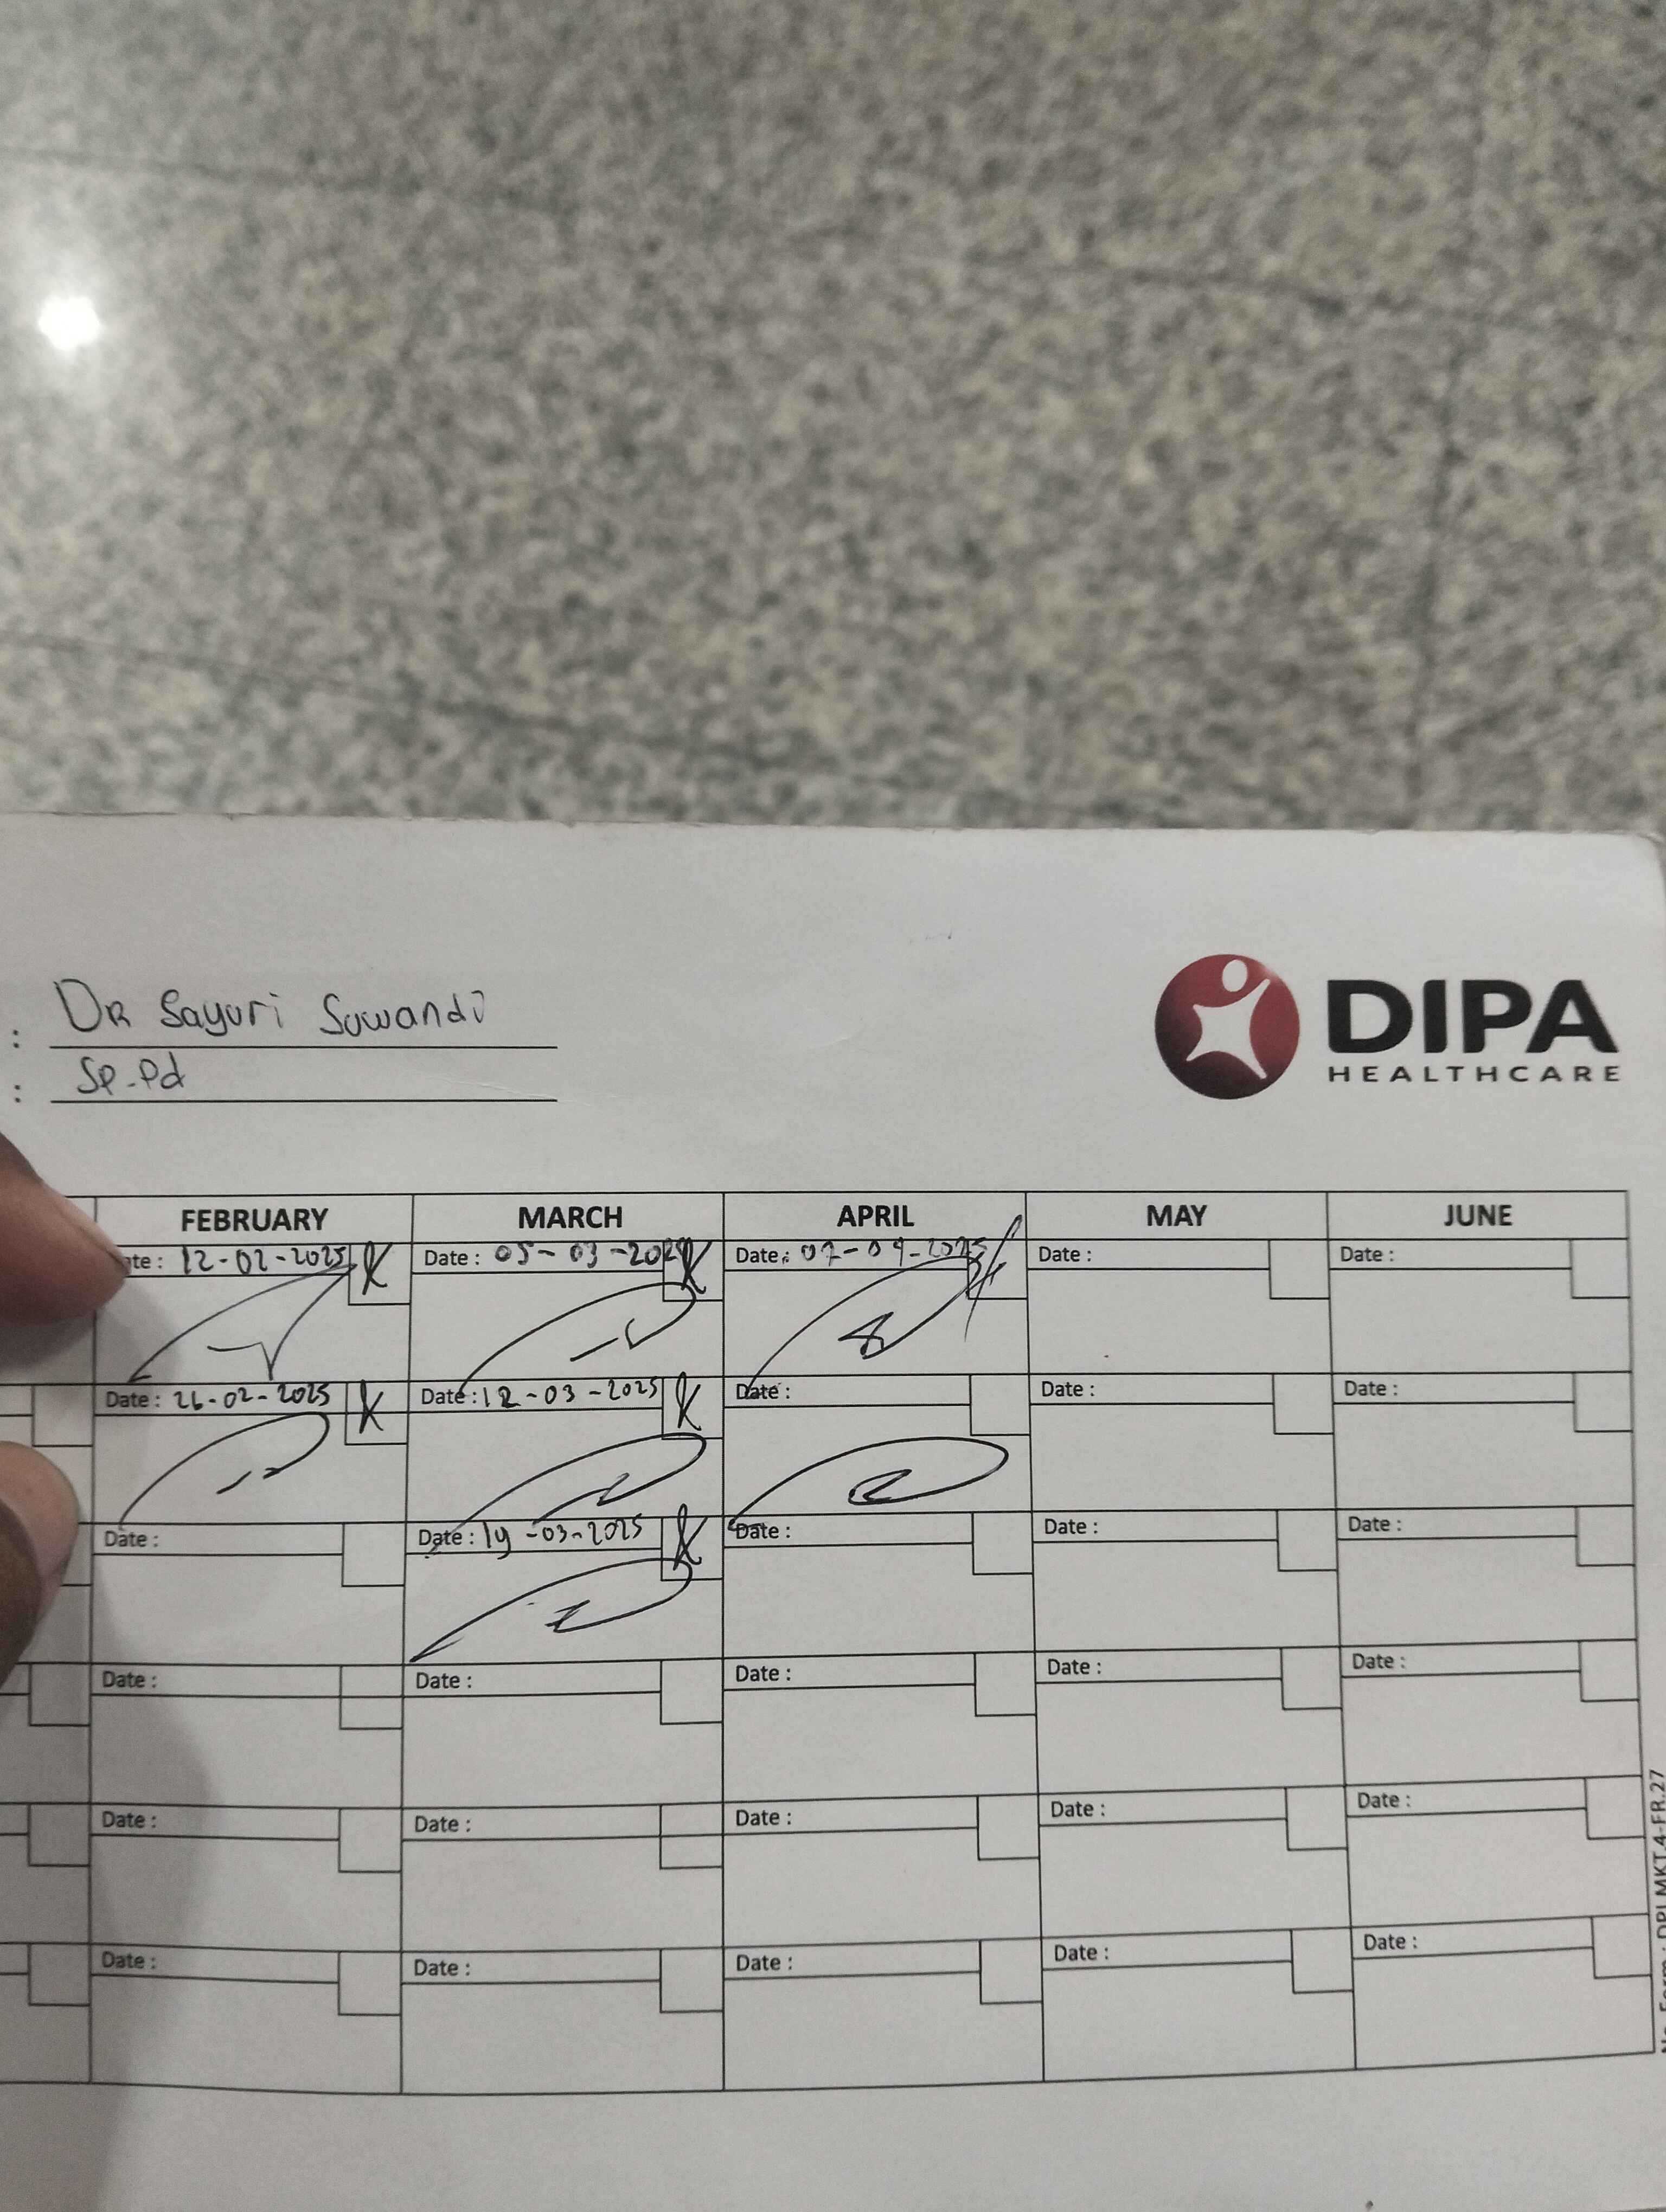 : Dr Sayuri Suwandi
: Sp.Pd
DIPA
HEALTHCARE
FEBRUARY MARCH APRIL MAY JUNE
ate : 12-02-2025 Date : 05-03-2025 Date : 07-04-2025 Date : Date :
Date : 26-02-2025 Date : 12-03-2025 Date : Date : Date :
Date : Date : 19-03-2025 Date : Date : Date :
Date : Date : Date : Date : Date :
Date : Date : Date : Date : Date :
Date : Date : Date : Date : Date :
No. Form : DPI.MKT.4-FR.27